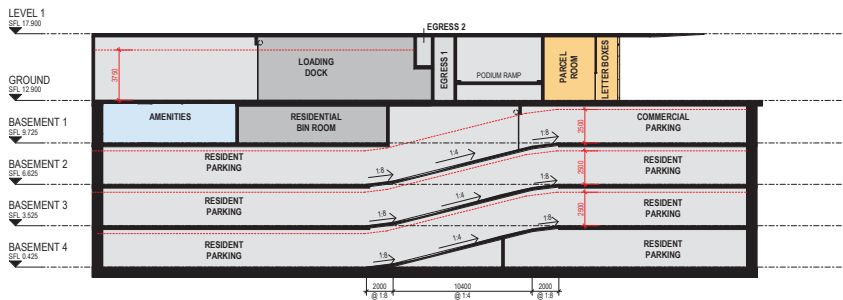 LEVEL 1
SFL 17.900
EGRESS 2
LOADING
DOCK
3750
EGRESS 1
PODIUM RAMP
PARCEL
ROOM
LETTER BOXES
GROUND
SFL 12.900
BASEMENT 1
SFL 9.725
AMENITIES
RESIDENTIAL
BIN ROOM
1:8
2500
COMMERCIAL
PARKING
BASEMENT 2
SFL 6.625
RESIDENT
PARKING
1:8
1:4
1:8
2500
RESIDENT
PARKING
BASEMENT 3
SFL 3.525
RESIDENT
PARKING
1:8
1:4
1:8
2500
RESIDENT
PARKING
BASEMENT 4
SFL 0.425
RESIDENT
PARKING
1:8
1:4
RESIDENT
PARKING
2000 10400 2000
@ 1:8 @ 1:4 @ 1:8